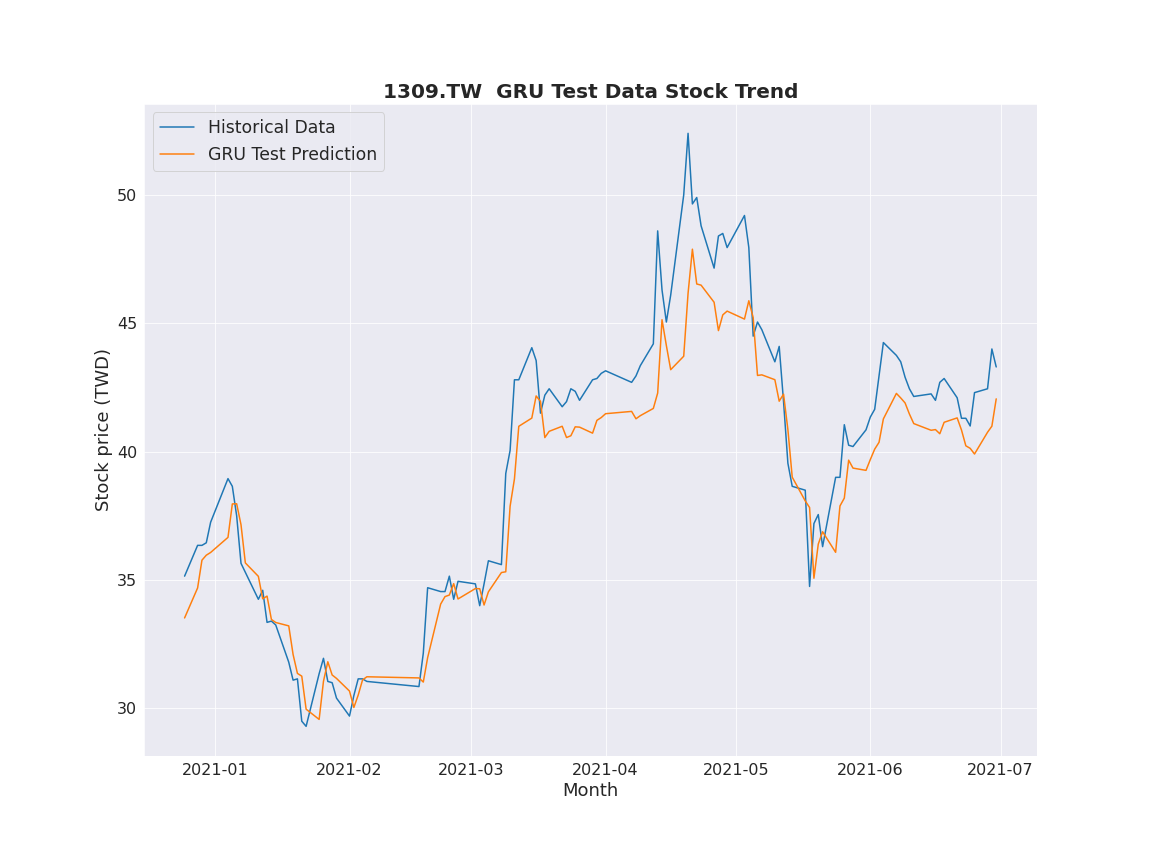 1309.TW  GRU Test Data Stock Trend
Historical Data
GRU Test Prediction
Stock price (TWD)
50
45
40
35
30
2021-01 2021-02 2021-03 2021-04 2021-05 2021-06 2021-07
Month